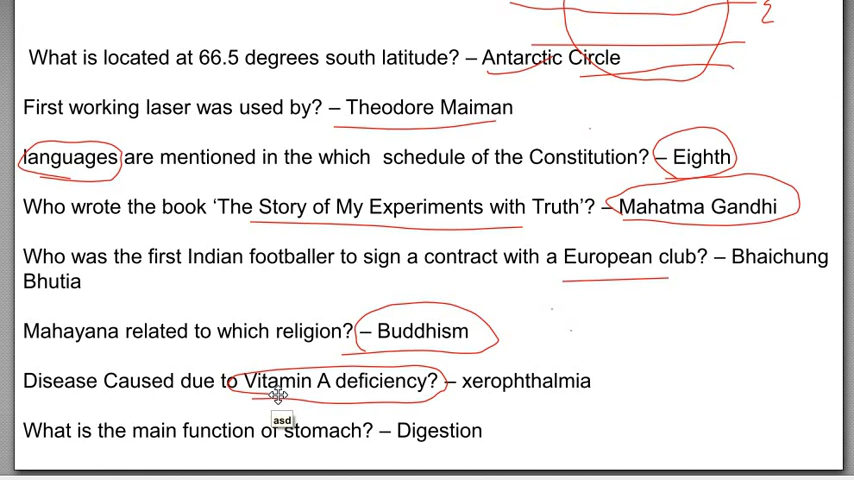 What is located at 66.5 degrees south latitude? – Antarctic Circle
First working laser was used by? – Theodore Maiman
languages are mentioned in the which schedule of the Constitution? – Eighth
Who wrote the book ‘The Story of My Experiments with Truth’? – Mahatma Gandhi
Who was the first Indian footballer to sign a contract with a European club? – Bhaichung
Bhutia
Mahayana related to which religion? – Buddhism
Disease Caused due to Vitamin A deficiency? – xerophthalmia
asd
What is the main function of stomach? – Digestion